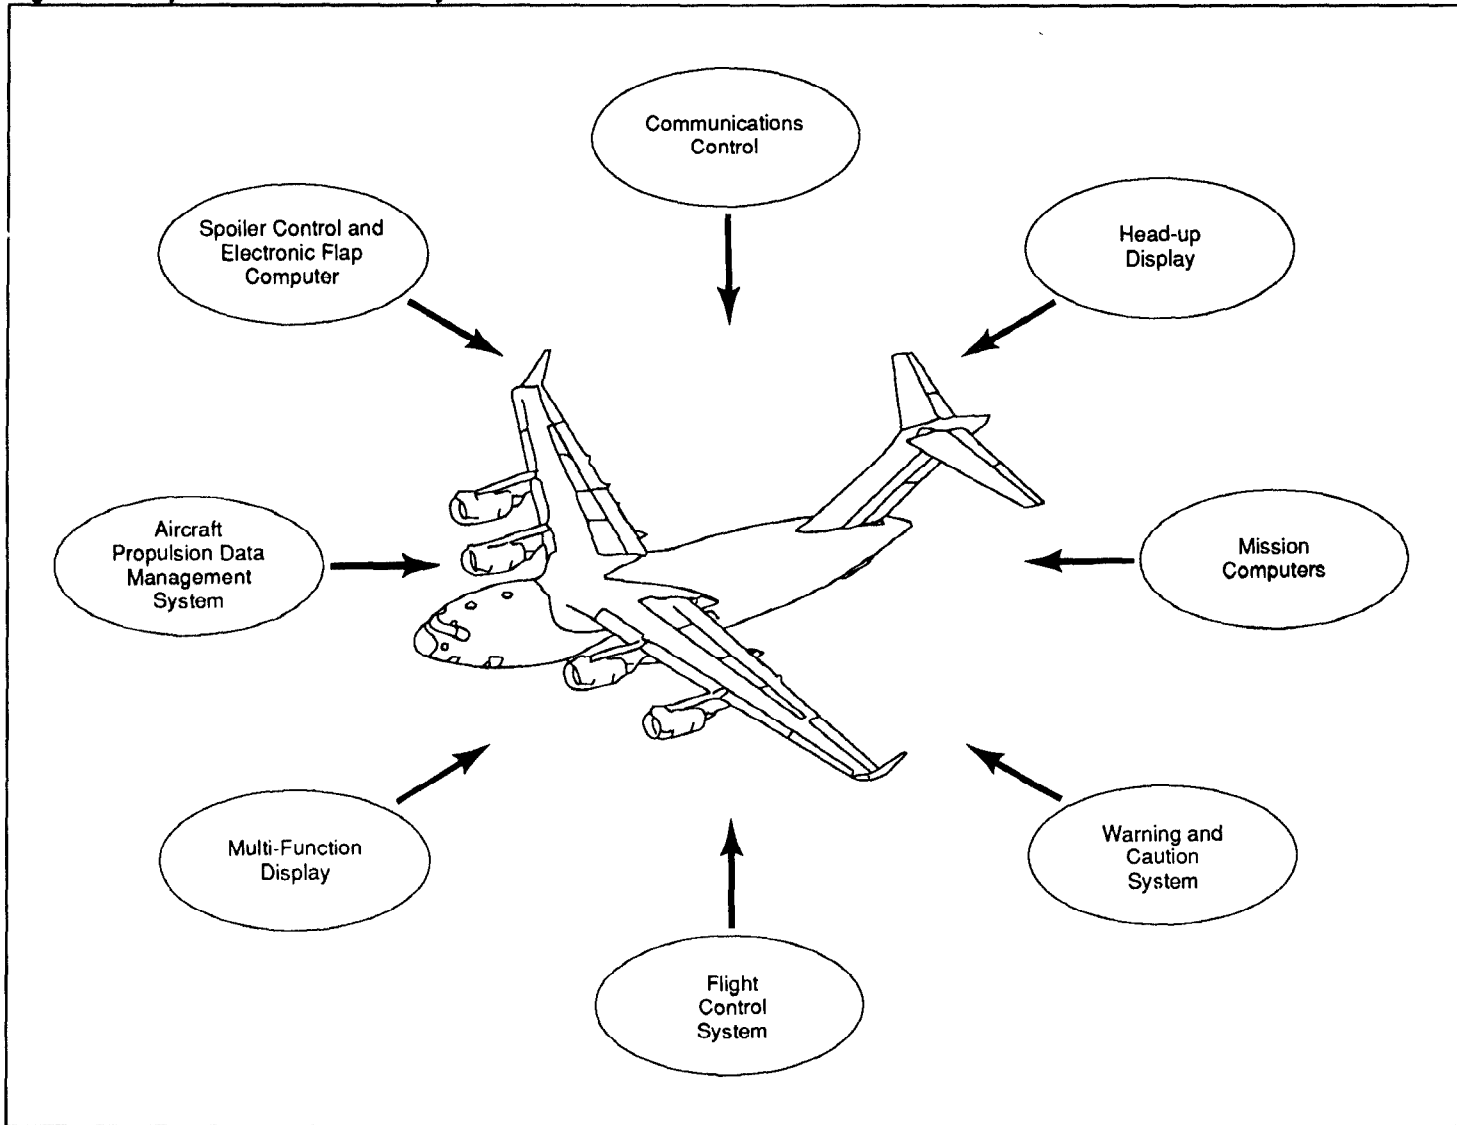 Communications
Control
Spoiler Control and
Electronic Flap
Computer
Head-up
Display
Aircraft
Propulsion Data
Management
System
Mission
Computers
Multi-Function
Display
Warning and
Caution
System
Flight
Control
System